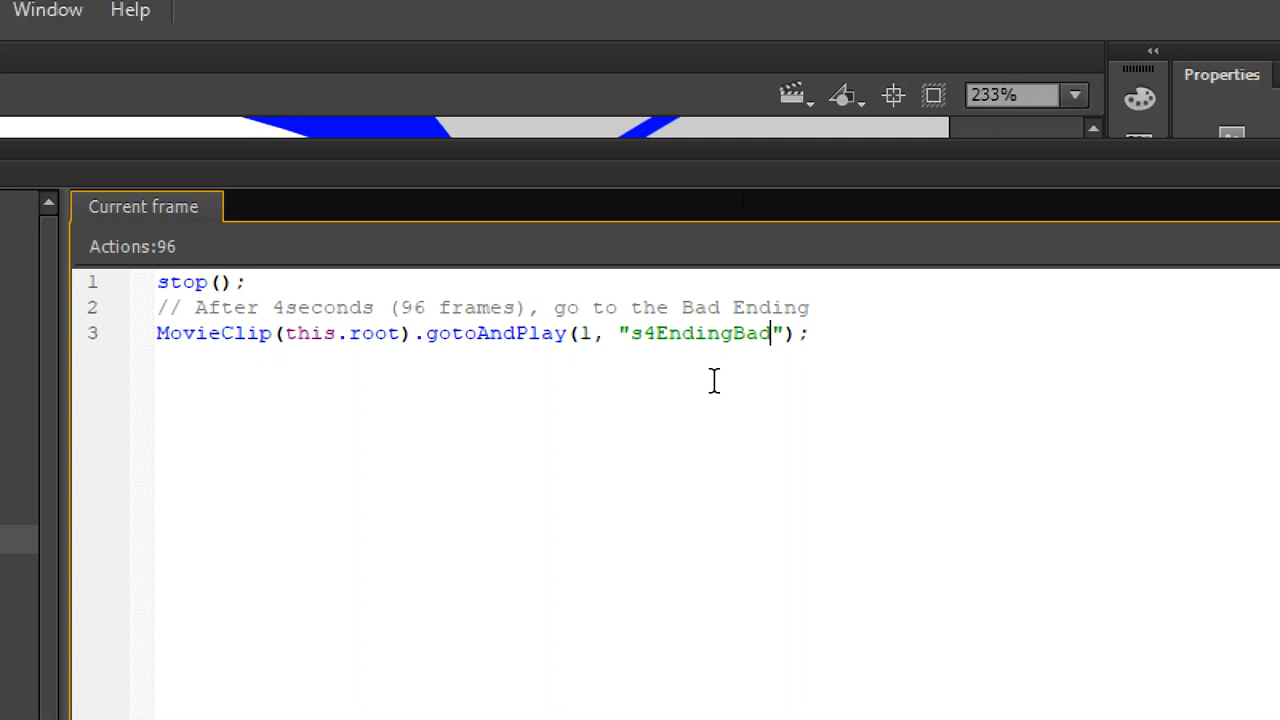 Window Help
233%
Properties
Current frame
Actions:96
1 stop();
2 // After 4seconds (96 frames), go to the Bad Ending
3 MovieClip(this.root).gotoAndPlay(1, "s4EndingBad");